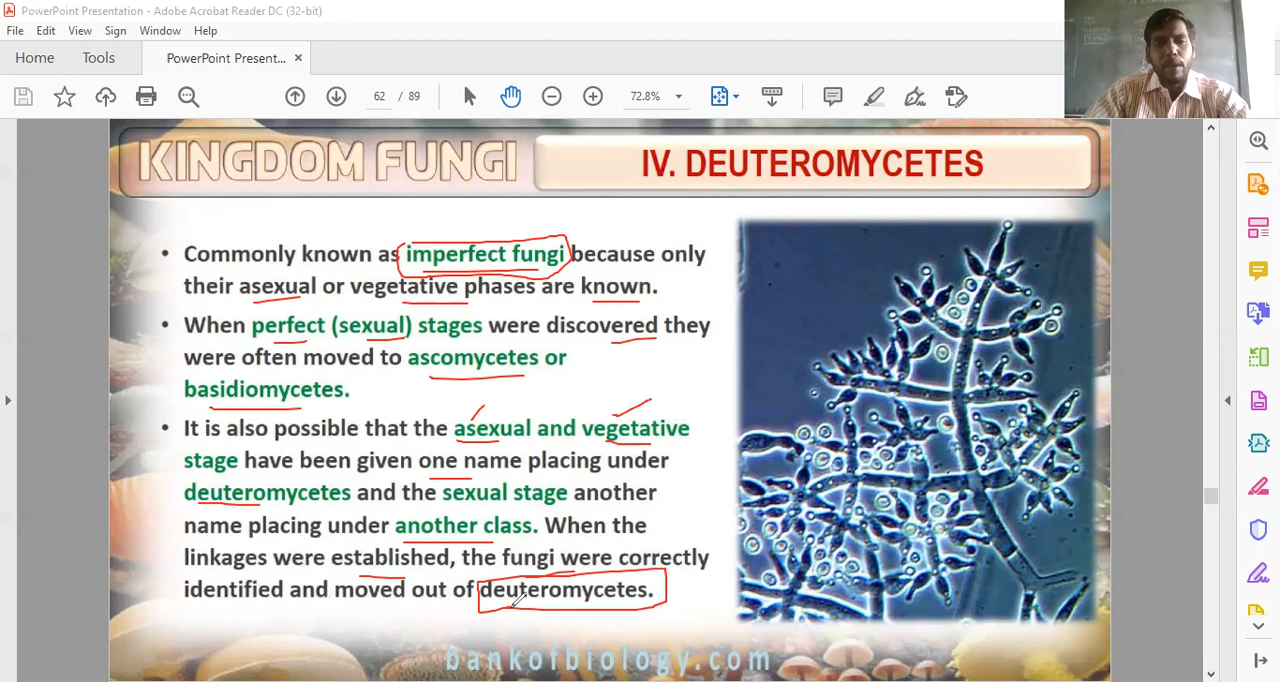 PowerPoint Presentation - Adobe Acrobat Reader DC (32-bit)
File Edit View Sign Window Help
Home Tools PowerPoint Present... ×
62 / 89 72.8%
KINGDOM FUNGI
IV. DEUTEROMYCETES
• Commonly known as imperfect fungi because only
their asexual or vegetative phases are known.
• When perfect (sexual) stages were discovered they
were often moved to ascomycetes or
basidiomycetes.
• It is also possible that the asexual and vegetative
stage have been given one name placing under
deuteromycetes and the sexual stage another
name placing under another class. When the
linkages were established, the fungi were correctly
identified and moved out of deuteromycetes.
bankofbiology.com